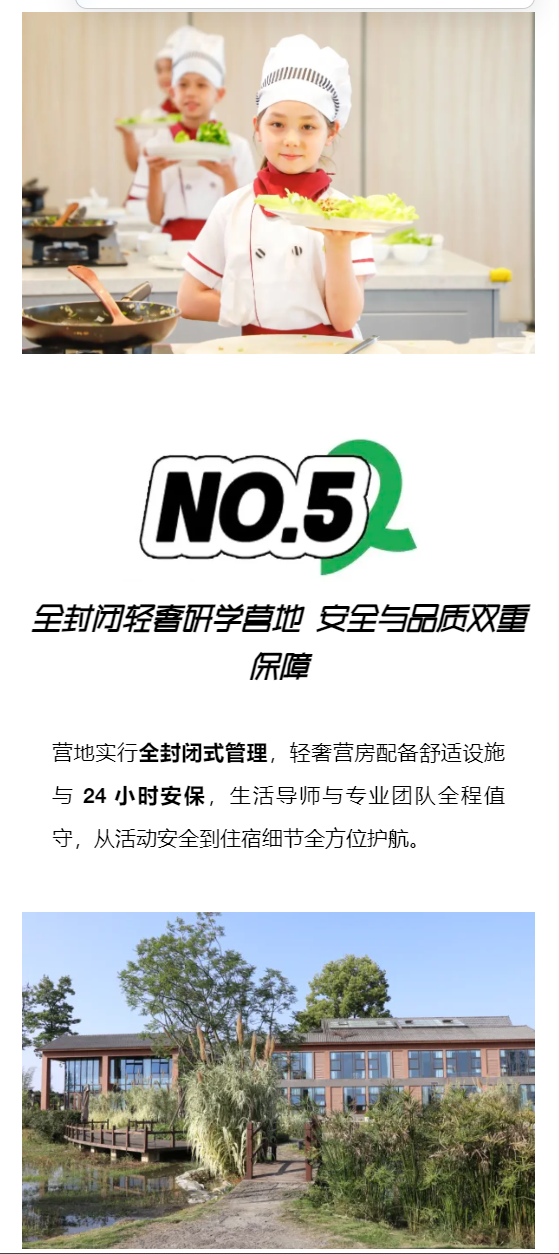 NO.5
全封闭轻奢研学营地 安全与品质双重
保障
营地实行全封闭式管理，轻奢营房配备舒适设施
与 24 小时安保，生活导师与专业团队全程值
守，从活动安全到住宿细节全方位护航。